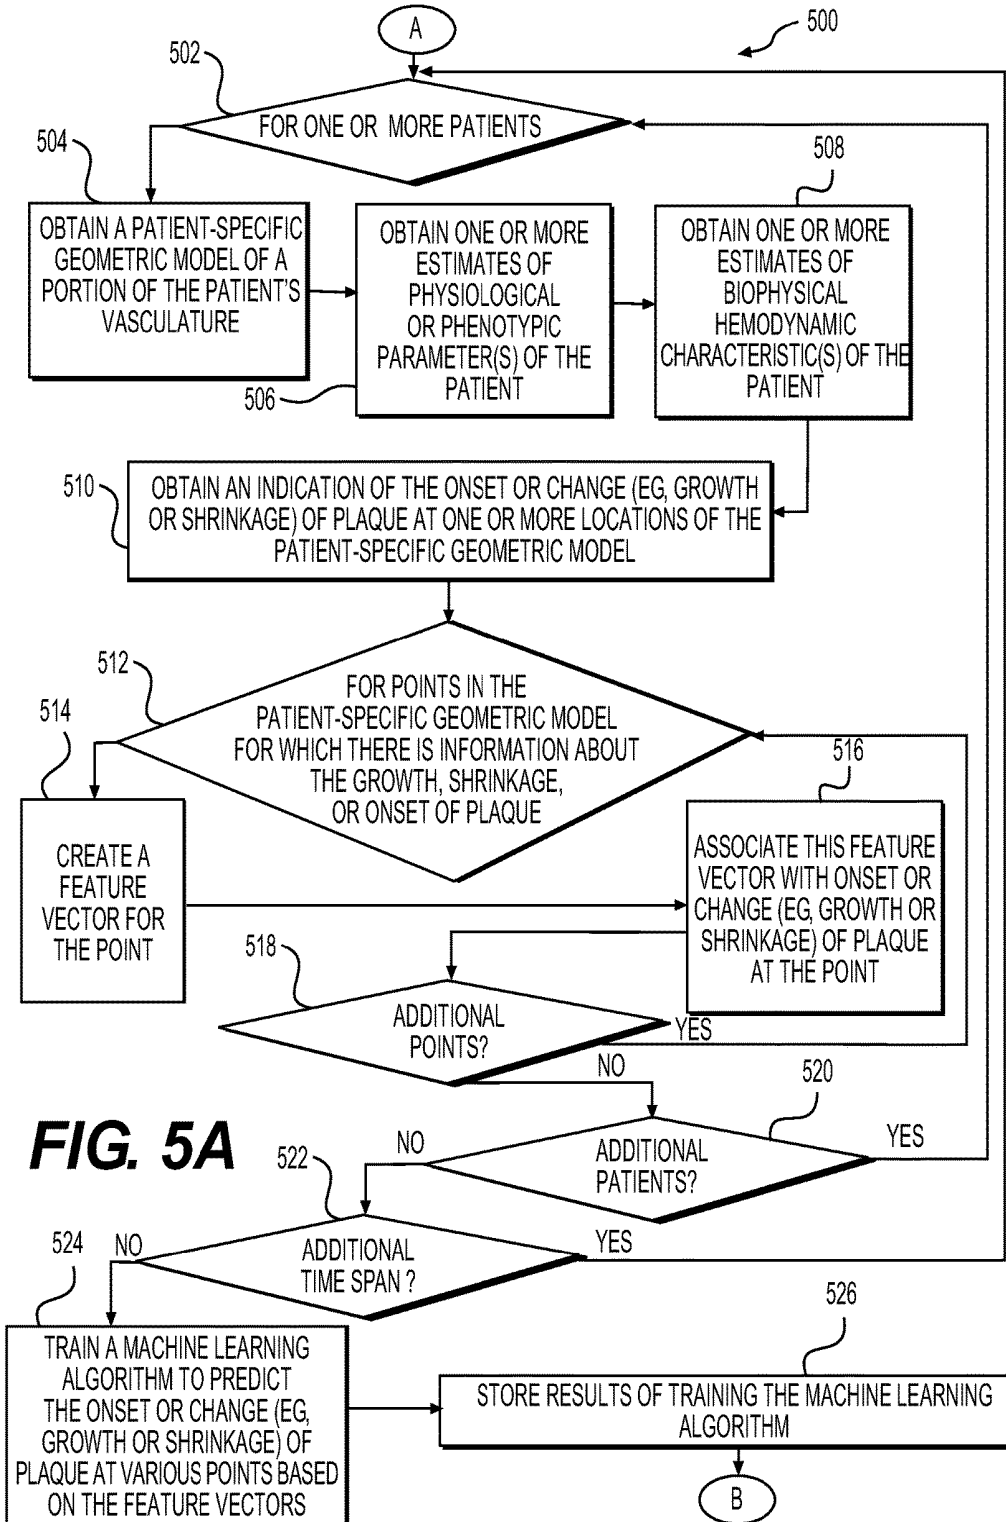 A
500
502
FOR ONE OR MORE PATIENTS
504
508
OBTAIN A PATIENT-SPECIFIC
GEOMETRIC MODEL OF A
PORTION OF THE PATIENT'S
VASCULATURE
OBTAIN ONE OR MORE
ESTIMATES OF
PHYSIOLOGICAL
OR PHENOTYPIC
PARAMETER(S) OF THE
PATIENT
506
OBTAIN ONE OR MORE
ESTIMATES OF
BIOPHYSICAL
HEMODYNAMIC
CHARACTERISTIC(S) OF THE
PATIENT
510
OBTAIN AN INDICATION OF THE ONSET OR CHANGE (EG, GROWTH
OR SHRINKAGE) OF PLAQUE AT ONE OR MORE LOCATIONS OF THE
PATIENT-SPECIFIC GEOMETRIC MODEL
512
FOR POINTS IN THE
PATIENT-SPECIFIC GEOMETRIC MODEL
FOR WHICH THERE IS INFORMATION ABOUT
THE GROWTH, SHRINKAGE,
OR ONSET OF PLAQUE
514
CREATE A
FEATURE
VECTOR FOR
THE POINT
516
ASSOCIATE THIS FEATURE
VECTOR WITH ONSET OR
CHANGE (EG, GROWTH OR
SHRINKAGE) OF PLAQUE
AT THE POINT
518
ADDITIONAL
POINTS?
YES
NO
520
ADDITIONAL
PATIENTS?
YES
NO
FIG. 5A
522
ADDITIONAL
TIME SPAN ?
YES
NO
524
TRAIN A MACHINE LEARNING
ALGORITHM TO PREDICT
THE ONSET OR CHANGE (EG,
GROWTH OR SHRINKAGE) OF
PLAQUE AT VARIOUS POINTS BASED
ON THE FEATURE VECTORS
526
STORE RESULTS OF TRAINING THE MACHINE LEARNING
ALGORITHM
B